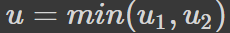 u = min(u₁, u₂)